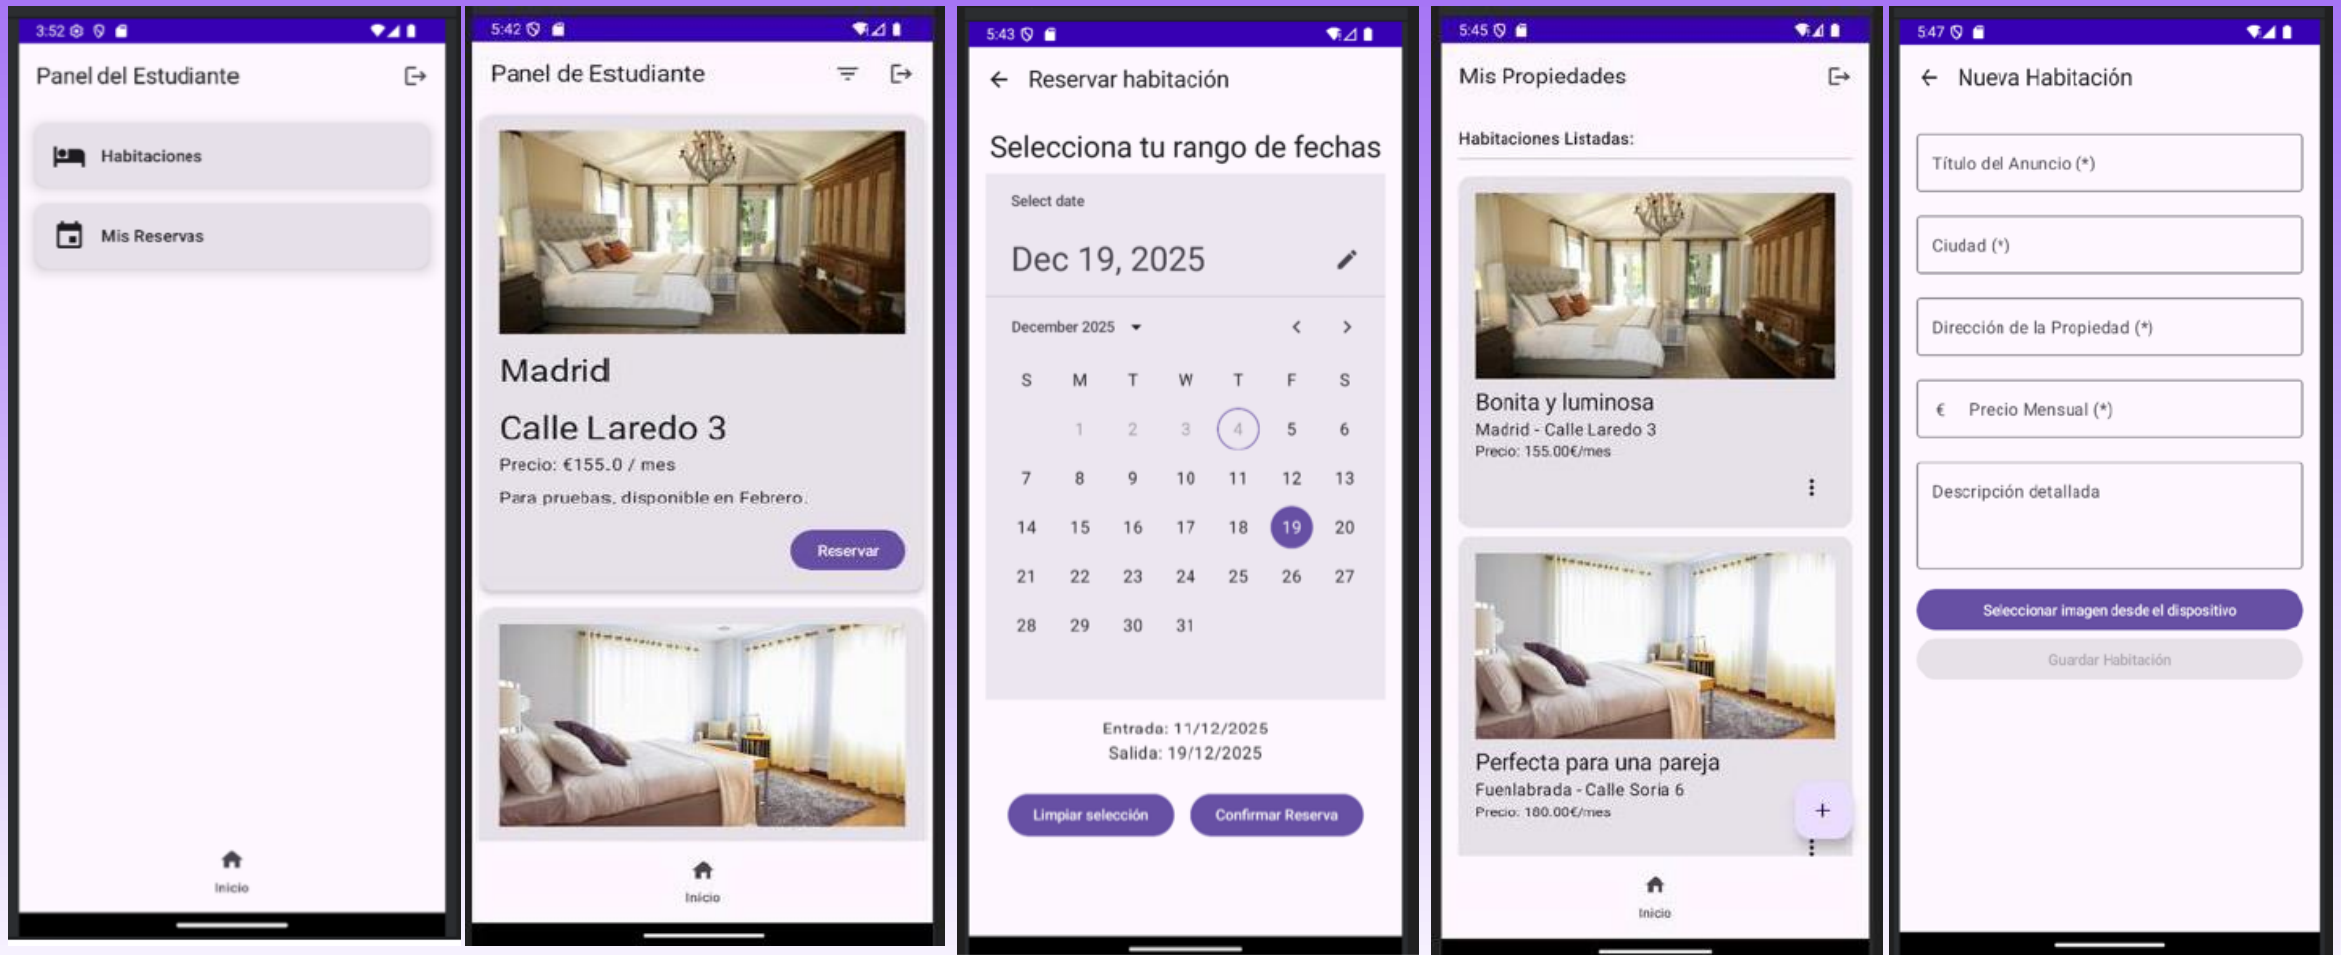 3:52
Panel del Estudiante
Habitaciones
Mis Reservas
Inicio
5:42
Panel de Estudiante
Madrid
Calle Laredo 3
Precio: €155.0 / mes
Para pruebas, disponible en Febrero.
Reservar
Inicio
5:43
Reservar habitación
Selecciona tu rango de fechas
Select date
Dec 19, 2025
December 2025
S M T W T F S
1 2 3 4 5 6
7 8 9 10 11 12 13
14 15 16 17 18 19 20
21 22 23 24 25 26 27
28 29 30 31
Entrada: 11/12/2025
Salida: 19/12/2025
Limpiar selección Confirmar Reserva
5:45
Mis Propiedades
Habitaciones Listadas:
Bonita y luminosa
Madrid - Calle Laredo 3
Precio: 155.00€/mes
Perfecta para una pareja
Fuenlabrada - Calle Soria 6
Precio: 180.00€/mes
+
Inicio
5:47
Nueva Habitación
Título del Anuncio (*)
Ciudad (*)
Dirección de la Propiedad (*)
€ Precio Mensual (*)
Descripción detallada
Seleccionar imagen desde el dispositivo
Guardar Habitación